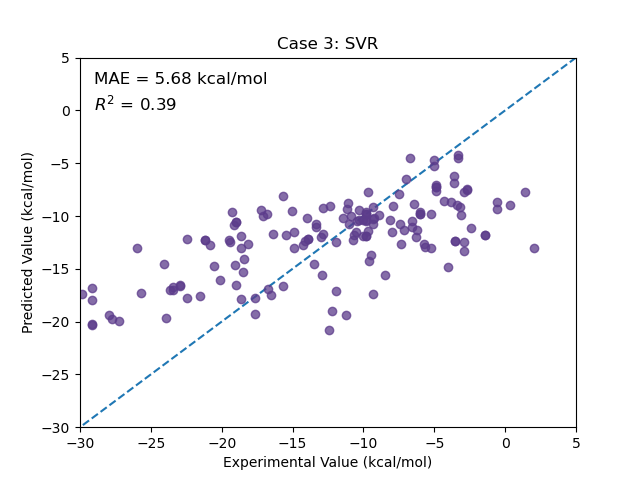 Case 3: SVR
MAE = 5.68 kcal/mol
R² = 0.39
Predicted Value (kcal/mol)
5
0
−5
−10
−15
−20
−25
−30
−30 −25 −20 −15 −10 −5 0 5
Experimental Value (kcal/mol)